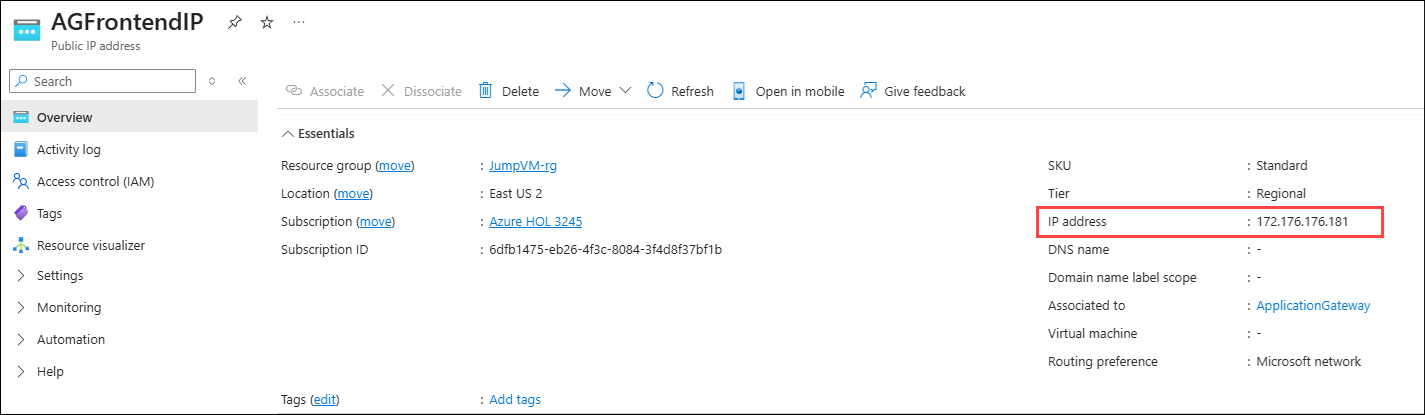 AGFrontendIP
Public IP address
Search
Overview
Activity log
Access control (IAM)
Tags
Resource visualizer
Settings
Monitoring
Automation
Help
Associate Dissociate Delete Move Refresh Open in mobile Give feedback
Essentials
Resource group (move) : JumpVM-rg
Location (move) : East US 2
Subscription (move) : Azure HOL 3245
Subscription ID : 6dfb1475-eb26-4f3c-8084-3f4d8f37bf1b
SKU : Standard
Tier : Regional
IP address : 172.176.176.181
DNS name : -
Domain name label scope : -
Associated to : ApplicationGateway
Virtual machine : -
Routing preference : Microsoft network
Tags (edit) : Add tags